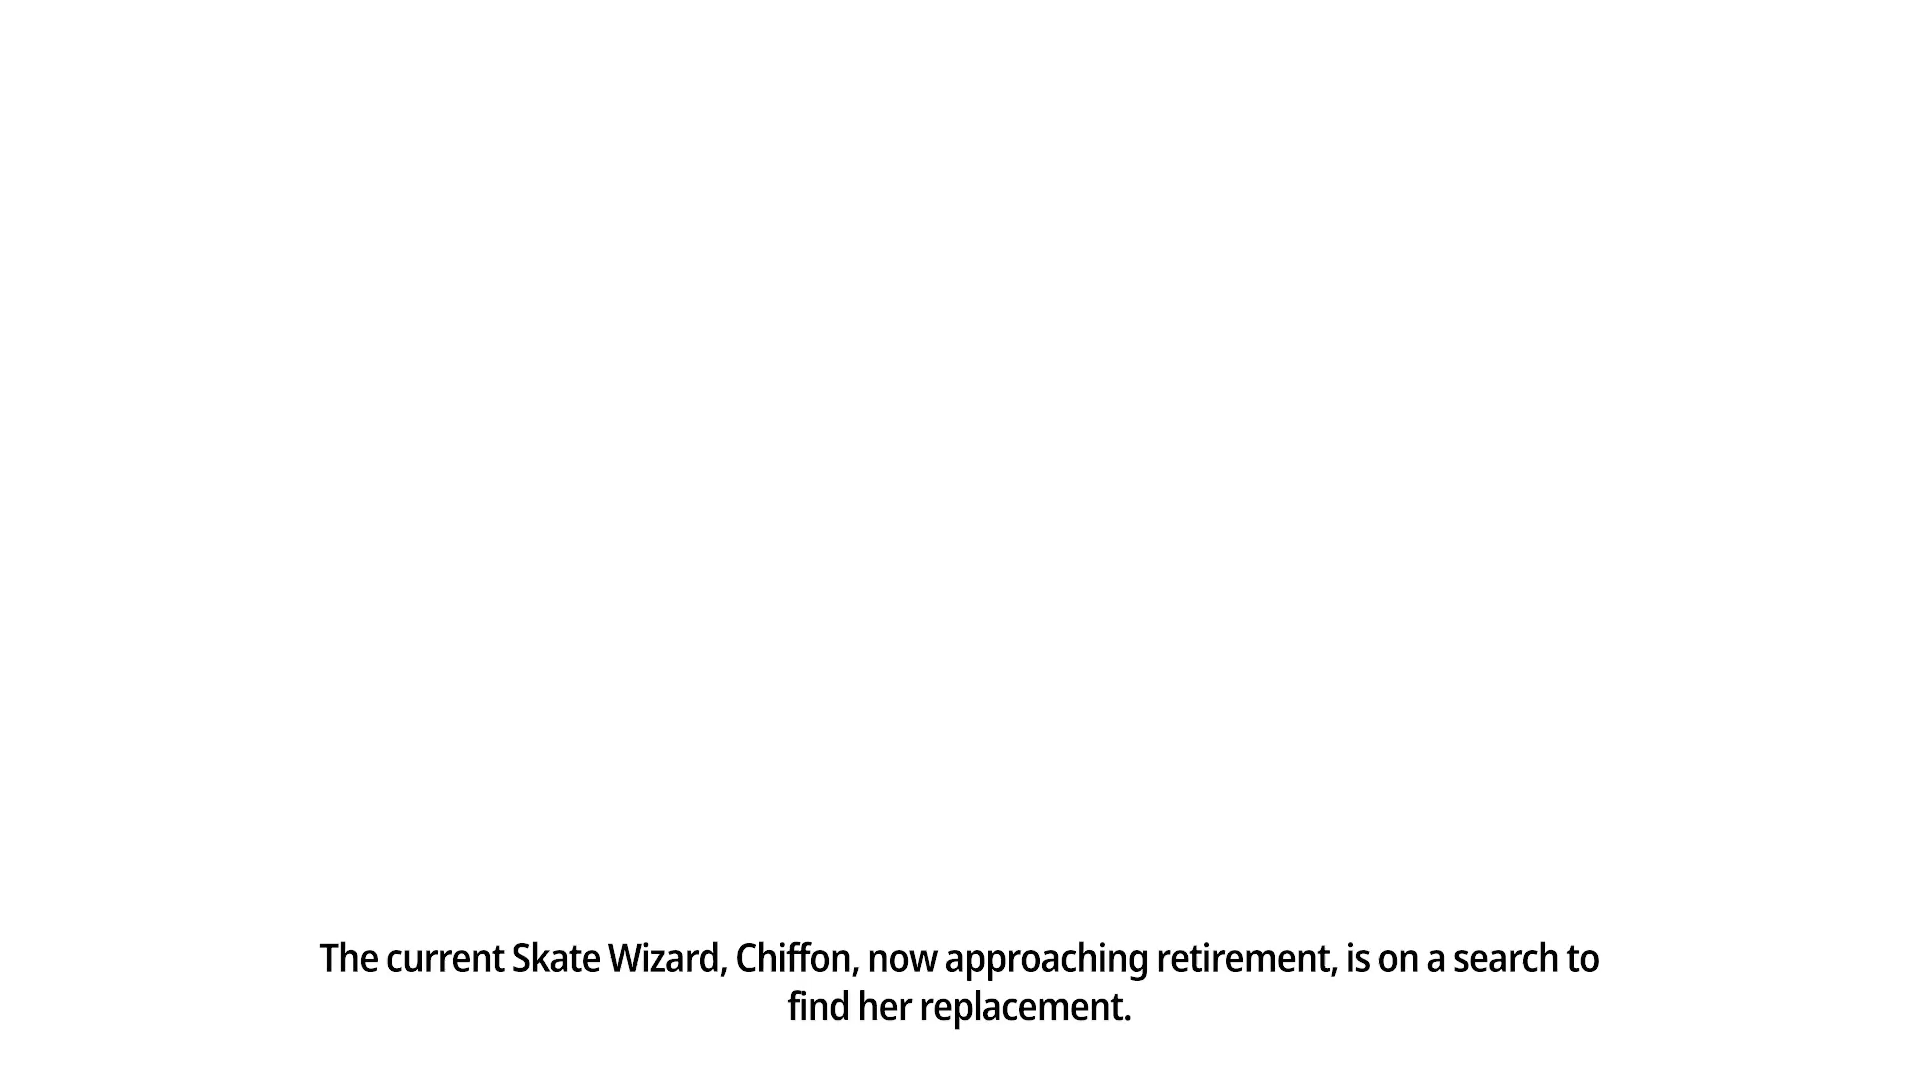 The current Skate Wizard, Chiffon, now approaching retirement, is on a search to
find her replacement.